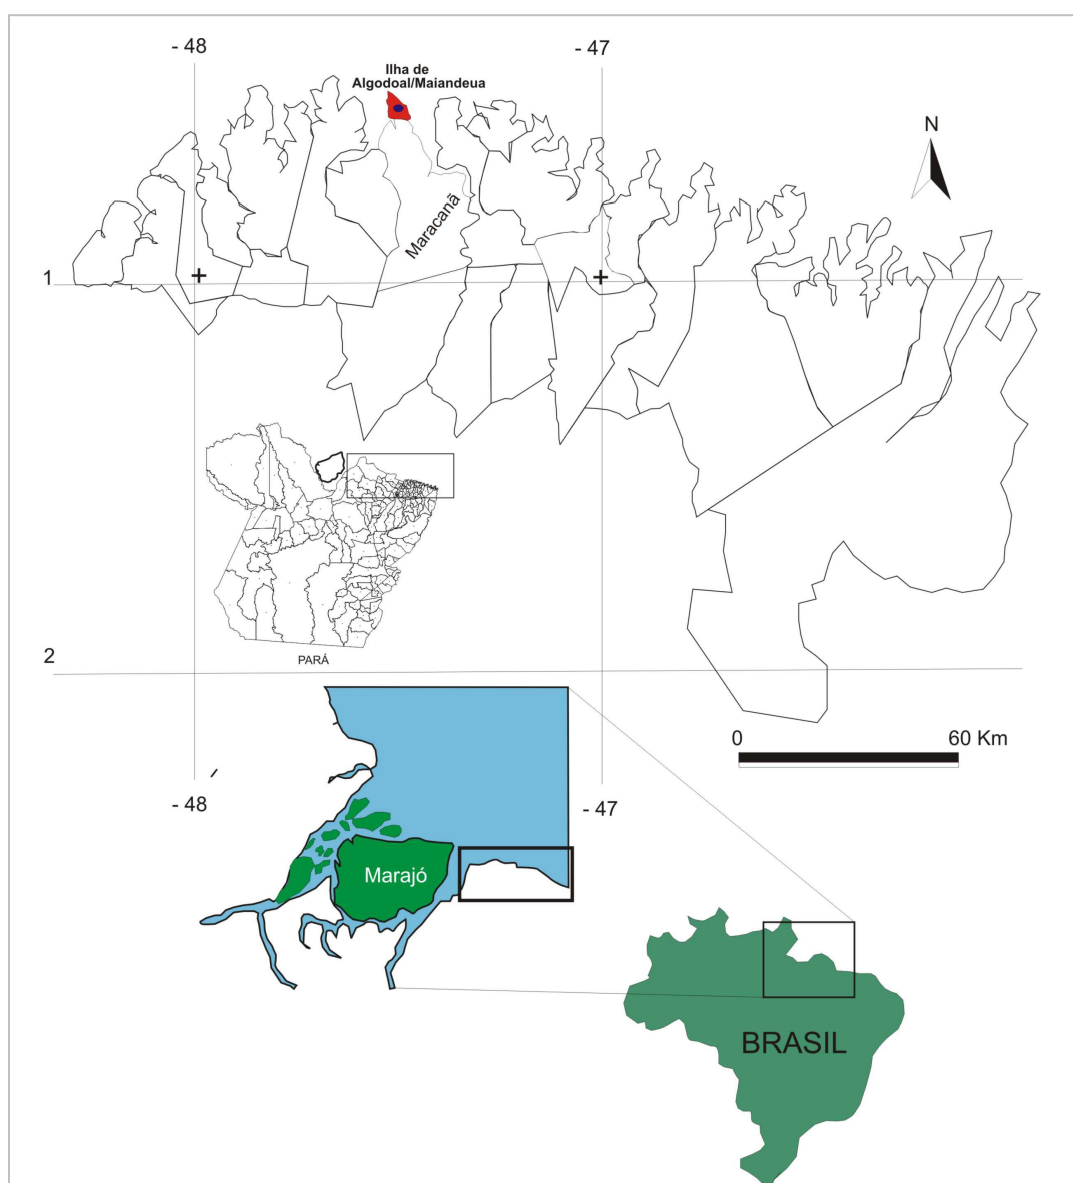 - 48
- 47
Ilha de
Algodoal/Maiandeua
N
Maracanã
1
PARÁ
2
0
60 Km
- 48
- 47
Marajó
BRASIL